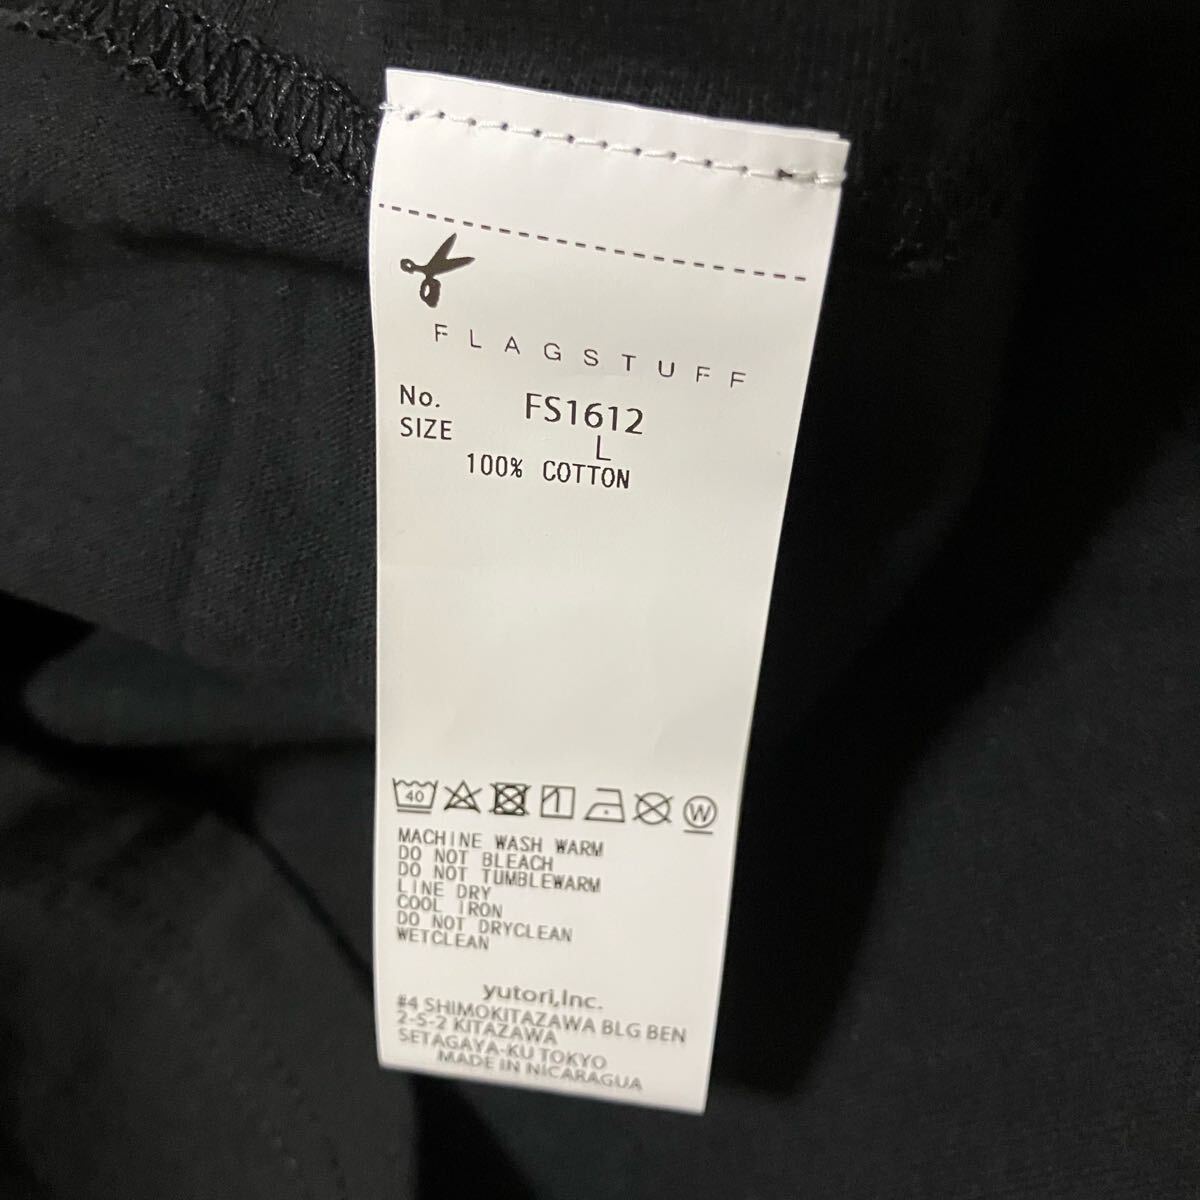 FLAGSTUFF
No. FS1612
SIZE L
100% COTTON
40 W
MACHINE WASH WARM
DO NOT BLEACH
DO NOT TUMBLEWARM
LINE DRY
COOL IRON
DO NOT DRYCLEAN
WETCLEAN
yutori,Inc.
#4 SHIMOKITAZAWA BLG BEN
2-5-2 KITAZAWA
SETAGAYA-KU TOKYO
MADE IN NICARAGUA